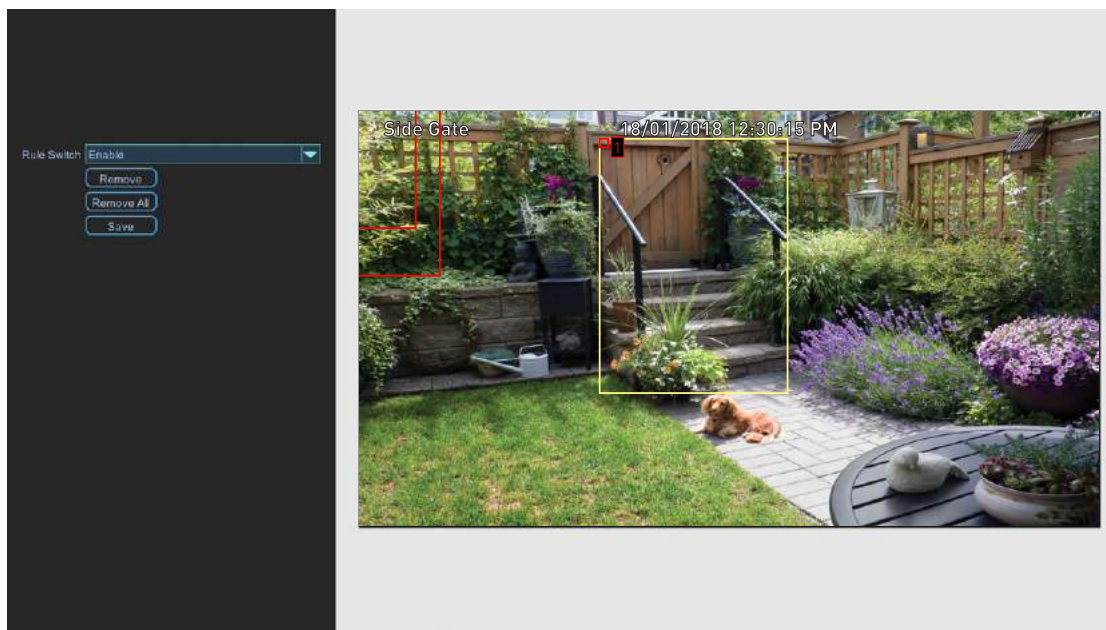 Side Gate 18/01/2018 12:30:15 PM
1
Rule Switch Enable
Remove
Remove All
Save